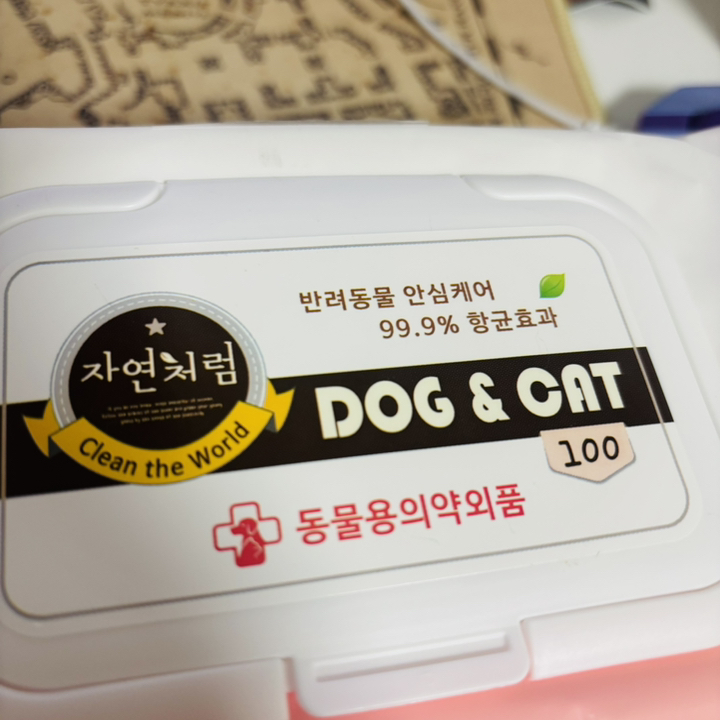 반려동물 안심케어
99.9% 항균효과
자연처럼
Clean the World
DOG & CAT
100
동물용의약외품